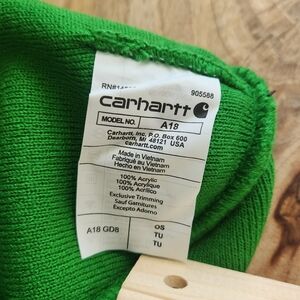 905588
carhartt
MODEL NO. A18
Carhartt, Inc. P.O. Box 600
Dearborn, MI 48121 USA
carhartt.com
Made in Vietnam
Fabriqué au Vietnam
Hecho en Vietnam
100% Acrylic
100% Acrylique
100% Acrílico
Exclusive Trimming
Sauf Garnitures
Excepto Adorno
A18 GD8
OS
TU
TU